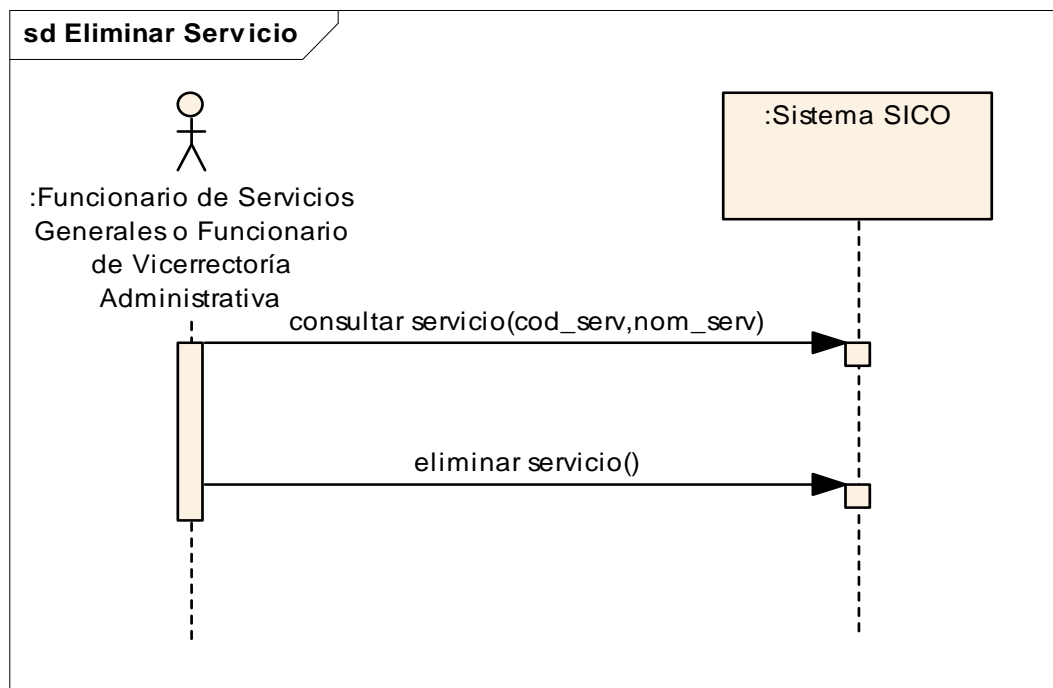 sd Eliminar Servicio
:Sistema SICO
:Funcionario de Servicios
Generales o Funcionario
de Vicerrectoría
Administrativa
consultar servicio(cod_serv,nom_serv)
eliminar servicio()